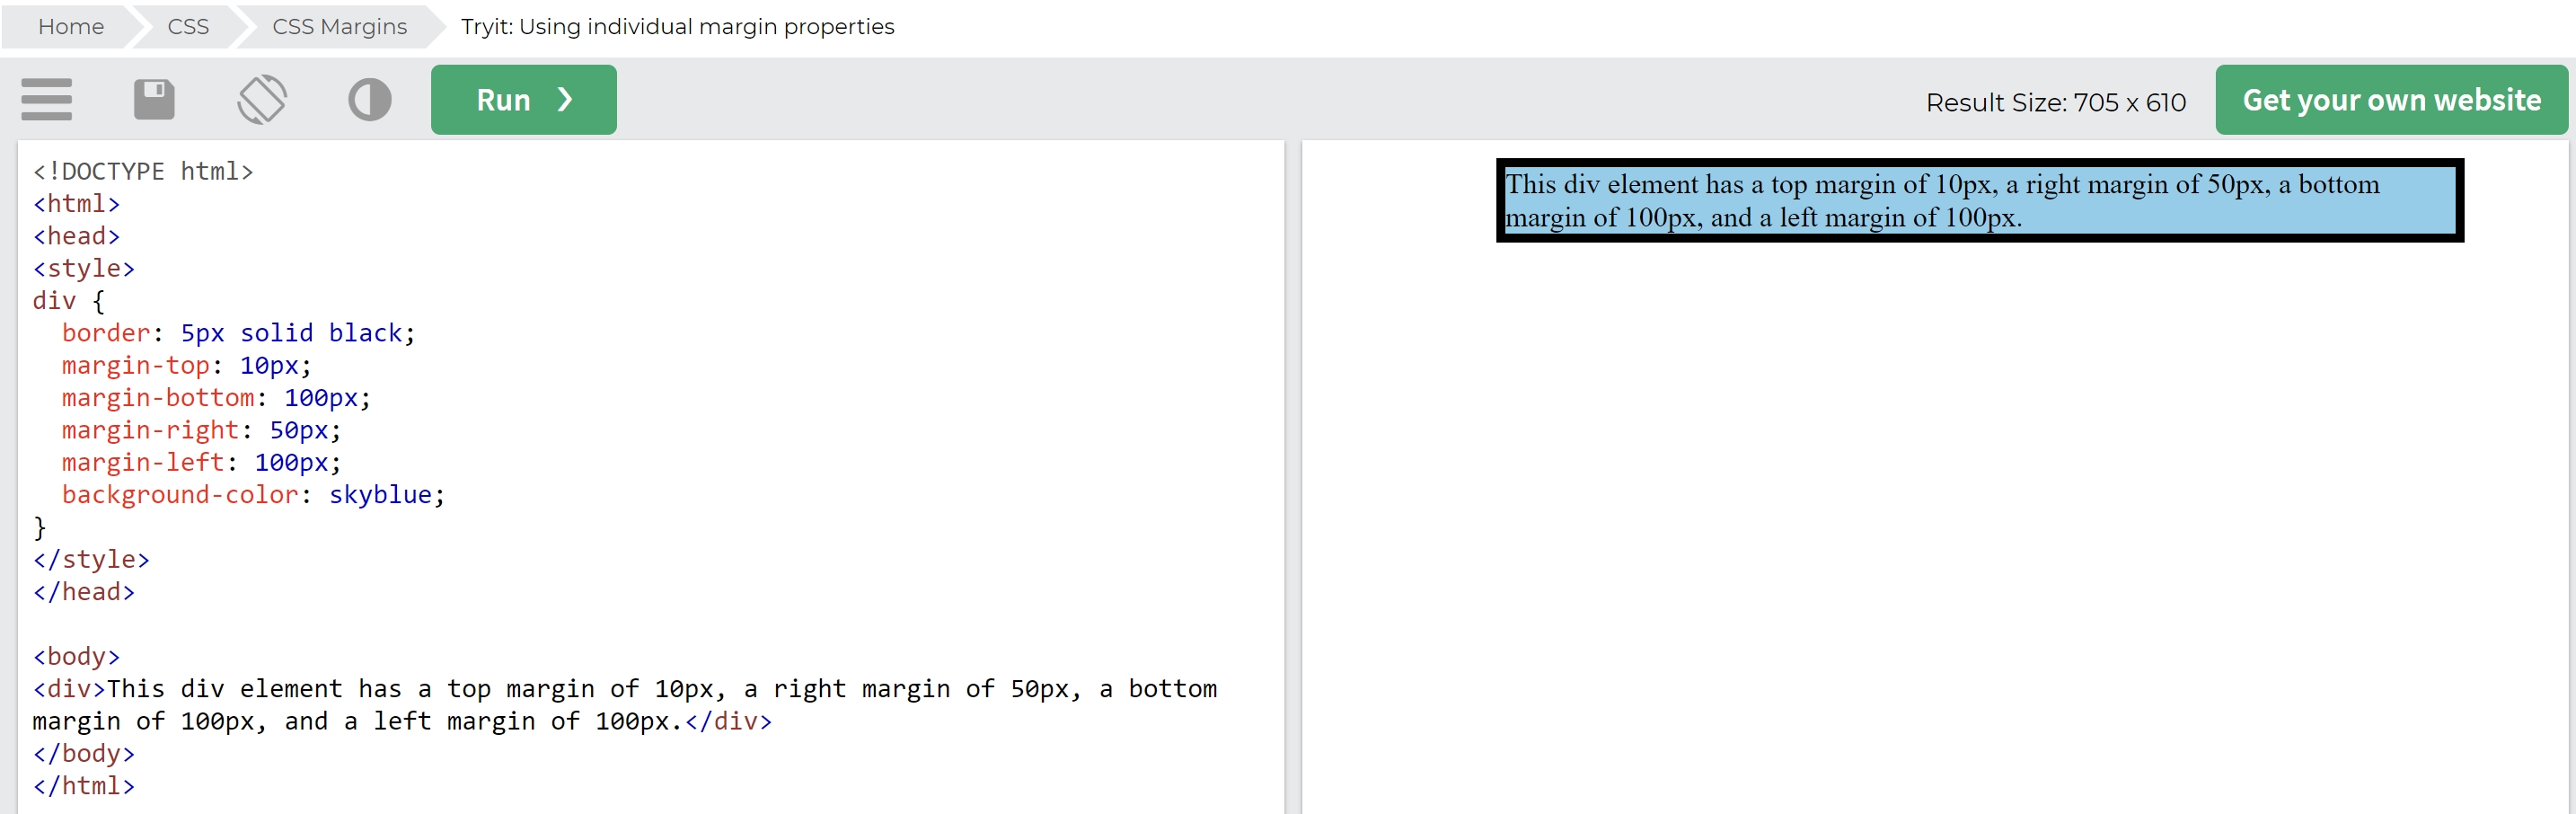 Home CSS CSS Margins Tryit: Using individual margin properties
Run ❯ Result Size: 705 x 610 Get your own website
<!DOCTYPE html>
<html>
<head>
<style>
div {
  border: 5px solid black;
  margin-top: 10px;
  margin-bottom: 100px;
  margin-right: 50px;
  margin-left: 100px;
  background-color: skyblue;
}
</style>
</head>

<body>
<div>This div element has a top margin of 10px, a right margin of 50px, a bottom
margin of 100px, and a left margin of 100px.</div>
</body>
</html>
This div element has a top margin of 10px, a right margin of 50px, a bottom
margin of 100px, and a left margin of 100px.